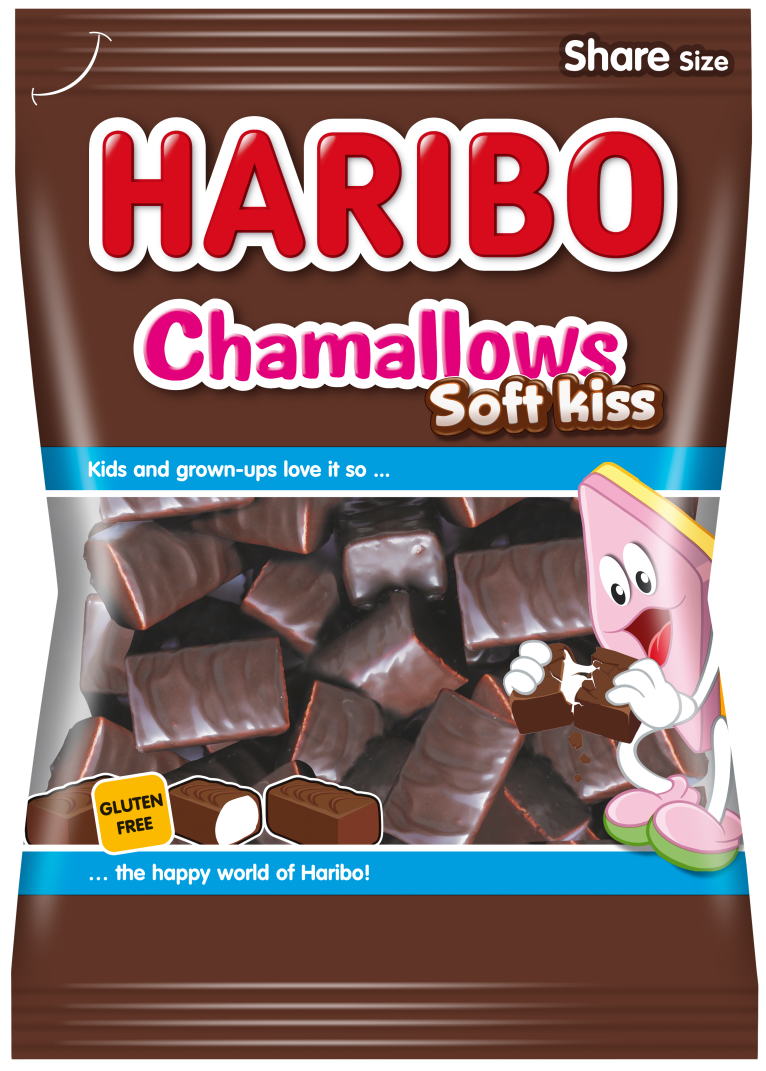 Share Size
HARIBO
Chamallows
Soft kiss
Kids and grown-ups love it so ...
GLUTEN
FREE
... the happy world of Haribo!